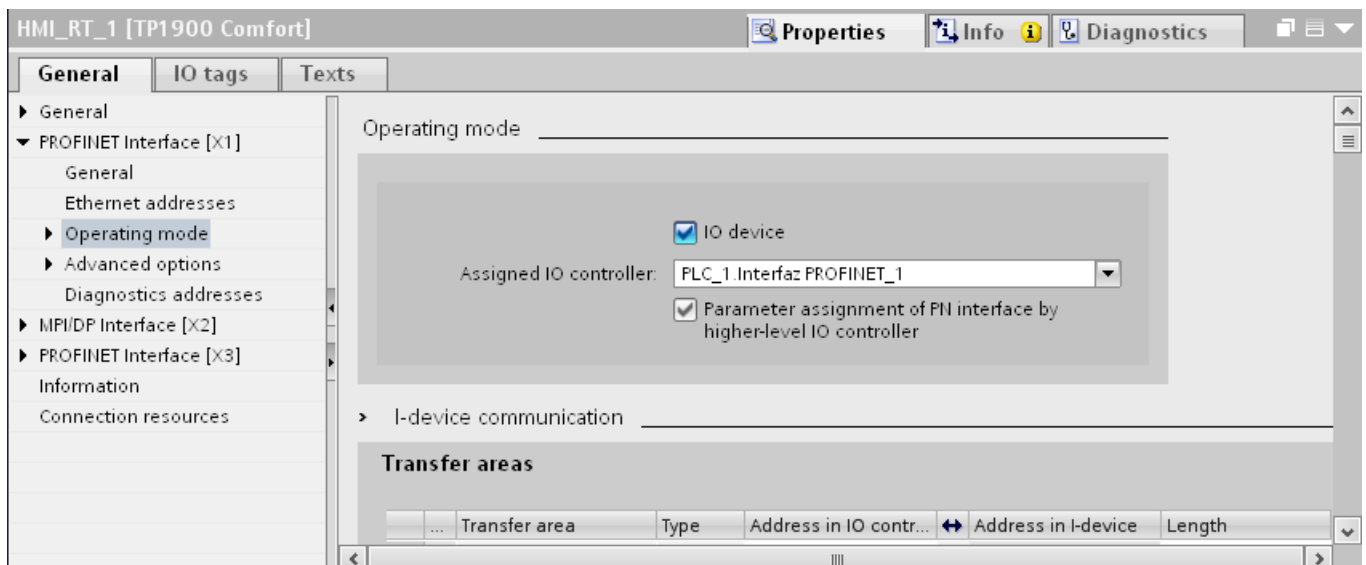 HMI_RT_1 [TP1900 Comfort]
Properties
Info
Diagnostics
General
IO tags
Texts
General
PROFINET Interface [X1]
General
Ethernet addresses
Operating mode
Advanced options
Diagnostics addresses
MPI/DP Interface [X2]
PROFINET Interface [X3]
Information
Connection resources
Operating mode
IO device
Assigned IO controller:
PLC_1.Interfaz PROFINET_1
Parameter assignment of PN interface by
higher-level IO controller
I-device communication
Transfer areas
... Transfer area Type Address in IO contr... Address in I-device Length